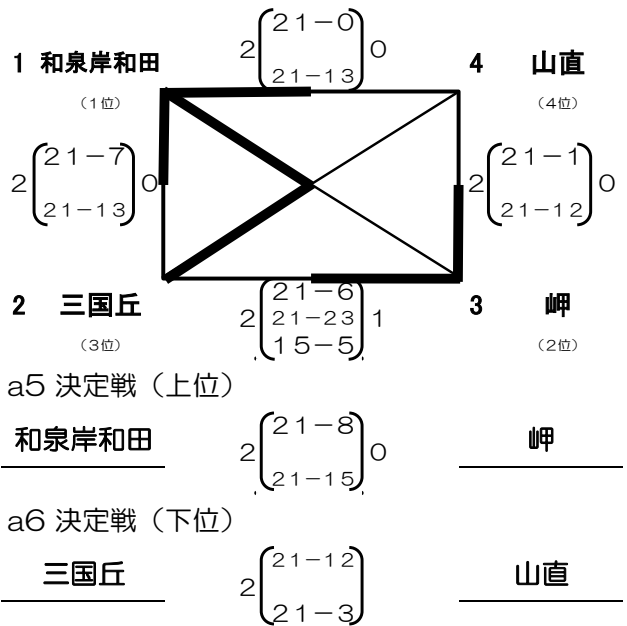 21-0
2 0
21-13
1 和泉岸和田
(1位)
4 山直
(4位)
21-7
2 0
21-13
21-1
2 0
21-12
2 三国丘
(3位)
21-6
2 21-23 1
15-5
3 岬
(2位)
a5 決定戦(上位)
和泉岸和田
21-8
2 0
21-15
岬
a6 決定戦(下位)
三国丘
21-12
2
21-3
山直